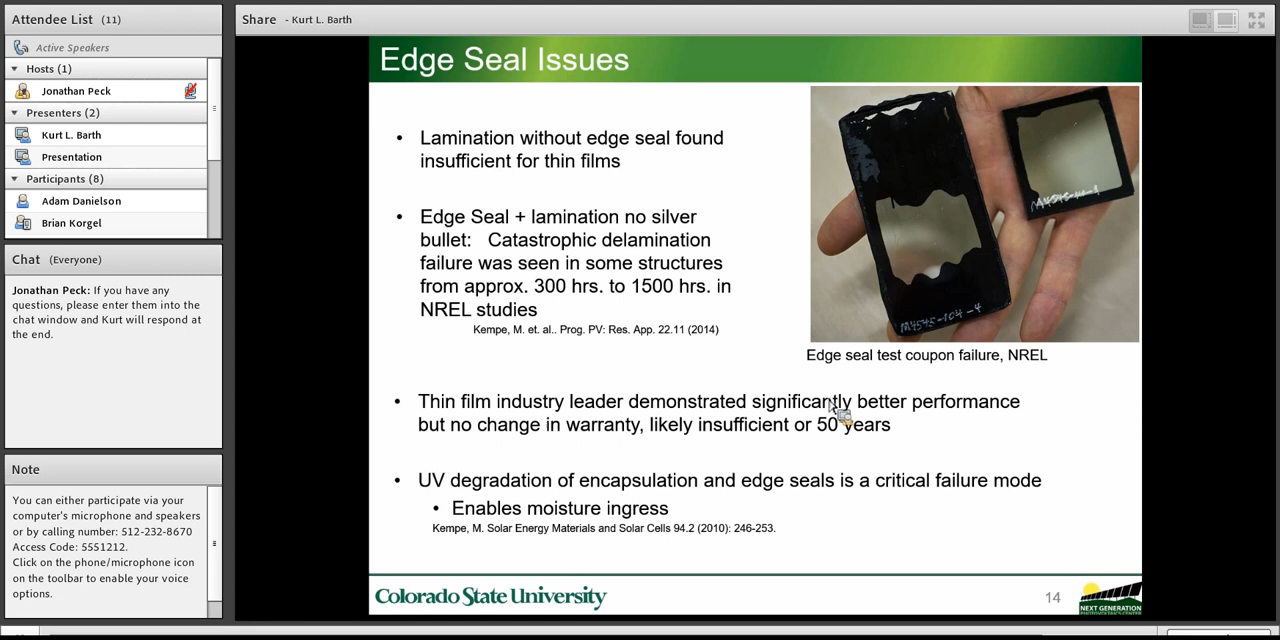 Attendee List (11)
Active Speakers
Hosts (1)
Jonathan Peck
Presenters (2)
Kurt L. Barth
Presentation
Participants (8)
Adam Danielson
Brian Korgel
Chat (Everyone)
Jonathan Peck: If you have any
questions, please enter them into the
chat window and Kurt will respond at
the end.
Note
You can either participate via your
computer's microphone and speakers
or by calling number: 512-232-8670
Access Code: 5551212.
Click on the phone/microphone icon
on the toolbar to enable your voice
options.
Share - Kurt L. Barth
Edge Seal Issues
• Lamination without edge seal found
insufficient for thin films
• Edge Seal + lamination no silver
bullet: Catastrophic delamination
failure was seen in some structures
from approx. 300 hrs. to 1500 hrs. in
NREL studies
Kempe, M. et. al.. Prog. PV: Res. App. 22.11 (2014)
Edge seal test coupon failure, NREL
• Thin film industry leader demonstrated significantly better performance
but no change in warranty, likely insufficient or 50 years
• UV degradation of encapsulation and edge seals is a critical failure mode
• Enables moisture ingress
Kempe, M. Solar Energy Materials and Solar Cells 94.2 (2010): 246-253.
Colorado State University
14
NEXT GENERATION
PHOTOVOLTAICS CENTER